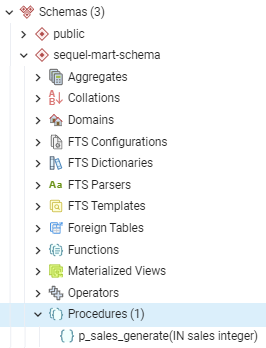 Schemas (3)
public
sequel-mart-schema
Aggregates
Collations
Domains
FTS Configurations
FTS Dictionaries
FTS Parsers
FTS Templates
Foreign Tables
Functions
Materialized Views
Operators
Procedures (1)
p_sales_generate(IN sales integer)